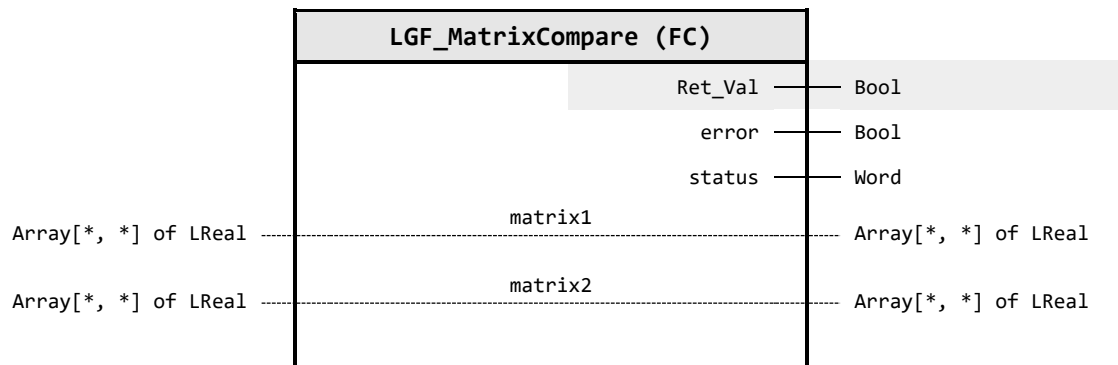 LGF_MatrixCompare (FC)
Ret_Val Bool
error Bool
status Word
matrix1
Array[*, *] of LReal Array[*, *] of LReal
matrix2
Array[*, *] of LReal Array[*, *] of LReal